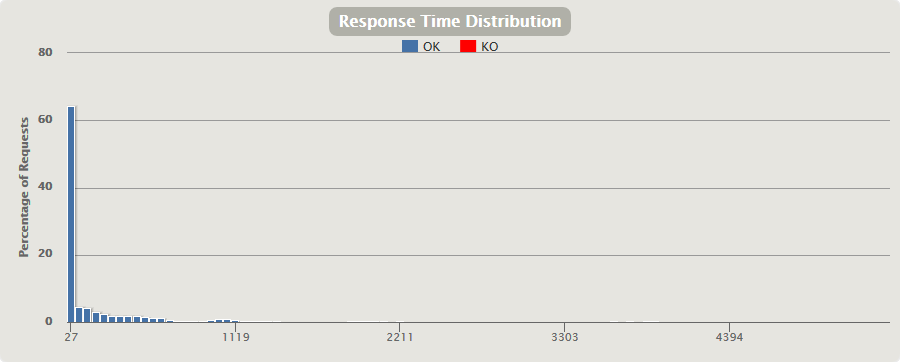 Response Time Distribution
OK KO
80
60
40
20
0
Percentage of Requests
27 1119 2211 3303 4394